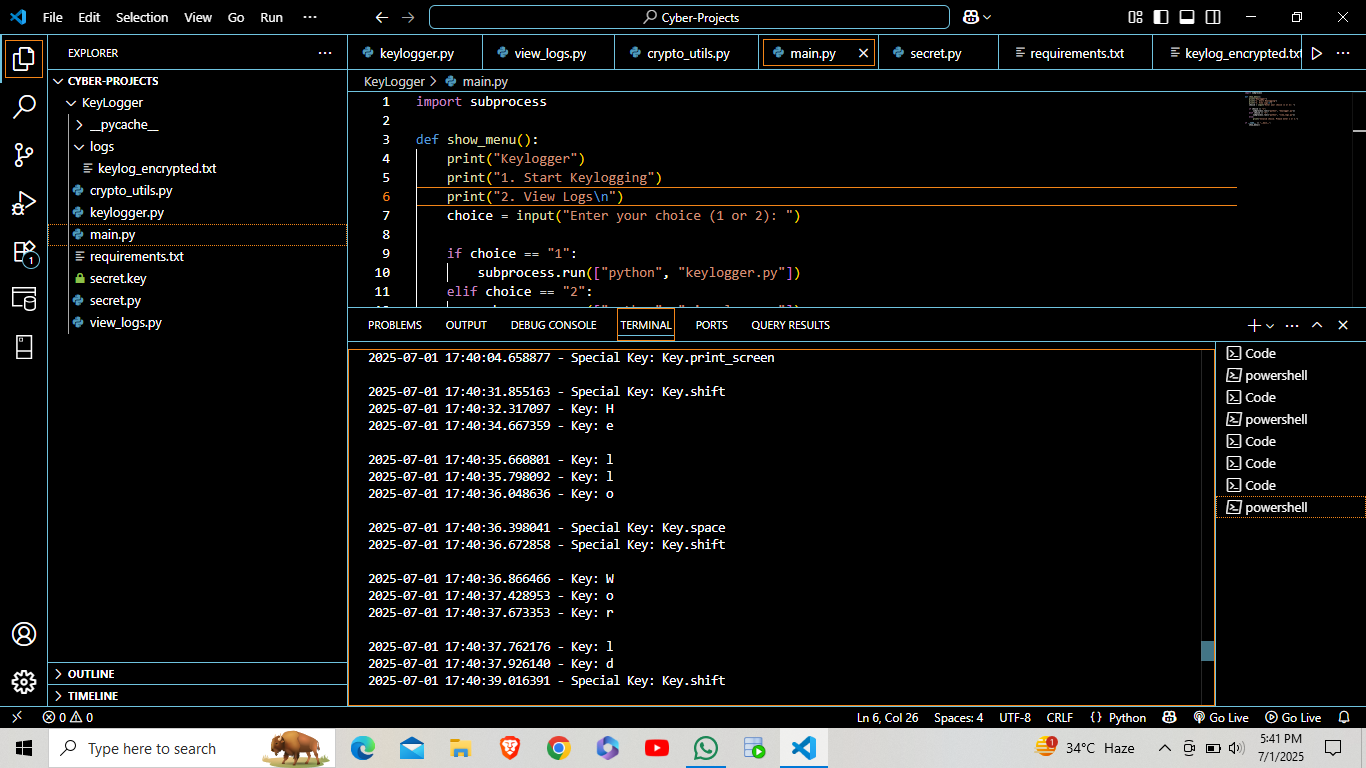 File Edit Selection View Go Run ···
Cyber-Projects
EXPLORER ···
CYBER-PROJECTS
KeyLogger
__pycache__
logs
keylog_encrypted.txt
crypto_utils.py
keylogger.py
main.py
requirements.txt
secret.key
secret.py
view_logs.py
OUTLINE
TIMELINE
1
keylogger.py view_logs.py crypto_utils.py main.py secret.py requirements.txt keylog_encrypted.txt
KeyLogger > main.py
1 import subprocess
2
3 def show_menu():
4 print("Keylogger")
5 print("1. Start Keylogging")
6 print("2. View Logs\n")
7 choice = input("Enter your choice (1 or 2): ")
8
9 if choice == "1":
10 subprocess.run(["python", "keylogger.py"])
11 elif choice == "2":
PROBLEMS OUTPUT DEBUG CONSOLE TERMINAL PORTS QUERY RESULTS
2025-07-01 17:40:04.658877 - Special Key: Key.print_screen
2025-07-01 17:40:31.855163 - Special Key: Key.shift
2025-07-01 17:40:32.317097 - Key: H
2025-07-01 17:40:34.667359 - Key: e
2025-07-01 17:40:35.660801 - Key: l
2025-07-01 17:40:35.798092 - Key: l
2025-07-01 17:40:36.048636 - Key: o
2025-07-01 17:40:36.398041 - Special Key: Key.space
2025-07-01 17:40:36.672858 - Special Key: Key.shift
2025-07-01 17:40:36.866466 - Key: W
2025-07-01 17:40:37.428953 - Key: o
2025-07-01 17:40:37.673353 - Key: r
2025-07-01 17:40:37.762176 - Key: l
2025-07-01 17:40:37.926140 - Key: d
2025-07-01 17:40:39.016391 - Special Key: Key.shift
Code
powershell
Code
powershell
Code
Code
Code
powershell
0 0 Ln 6, Col 26 Spaces: 4 UTF-8 CRLF {} Python Go Live Go Live
Type here to search
1 34°C Haze
5:41 PM
7/1/2025